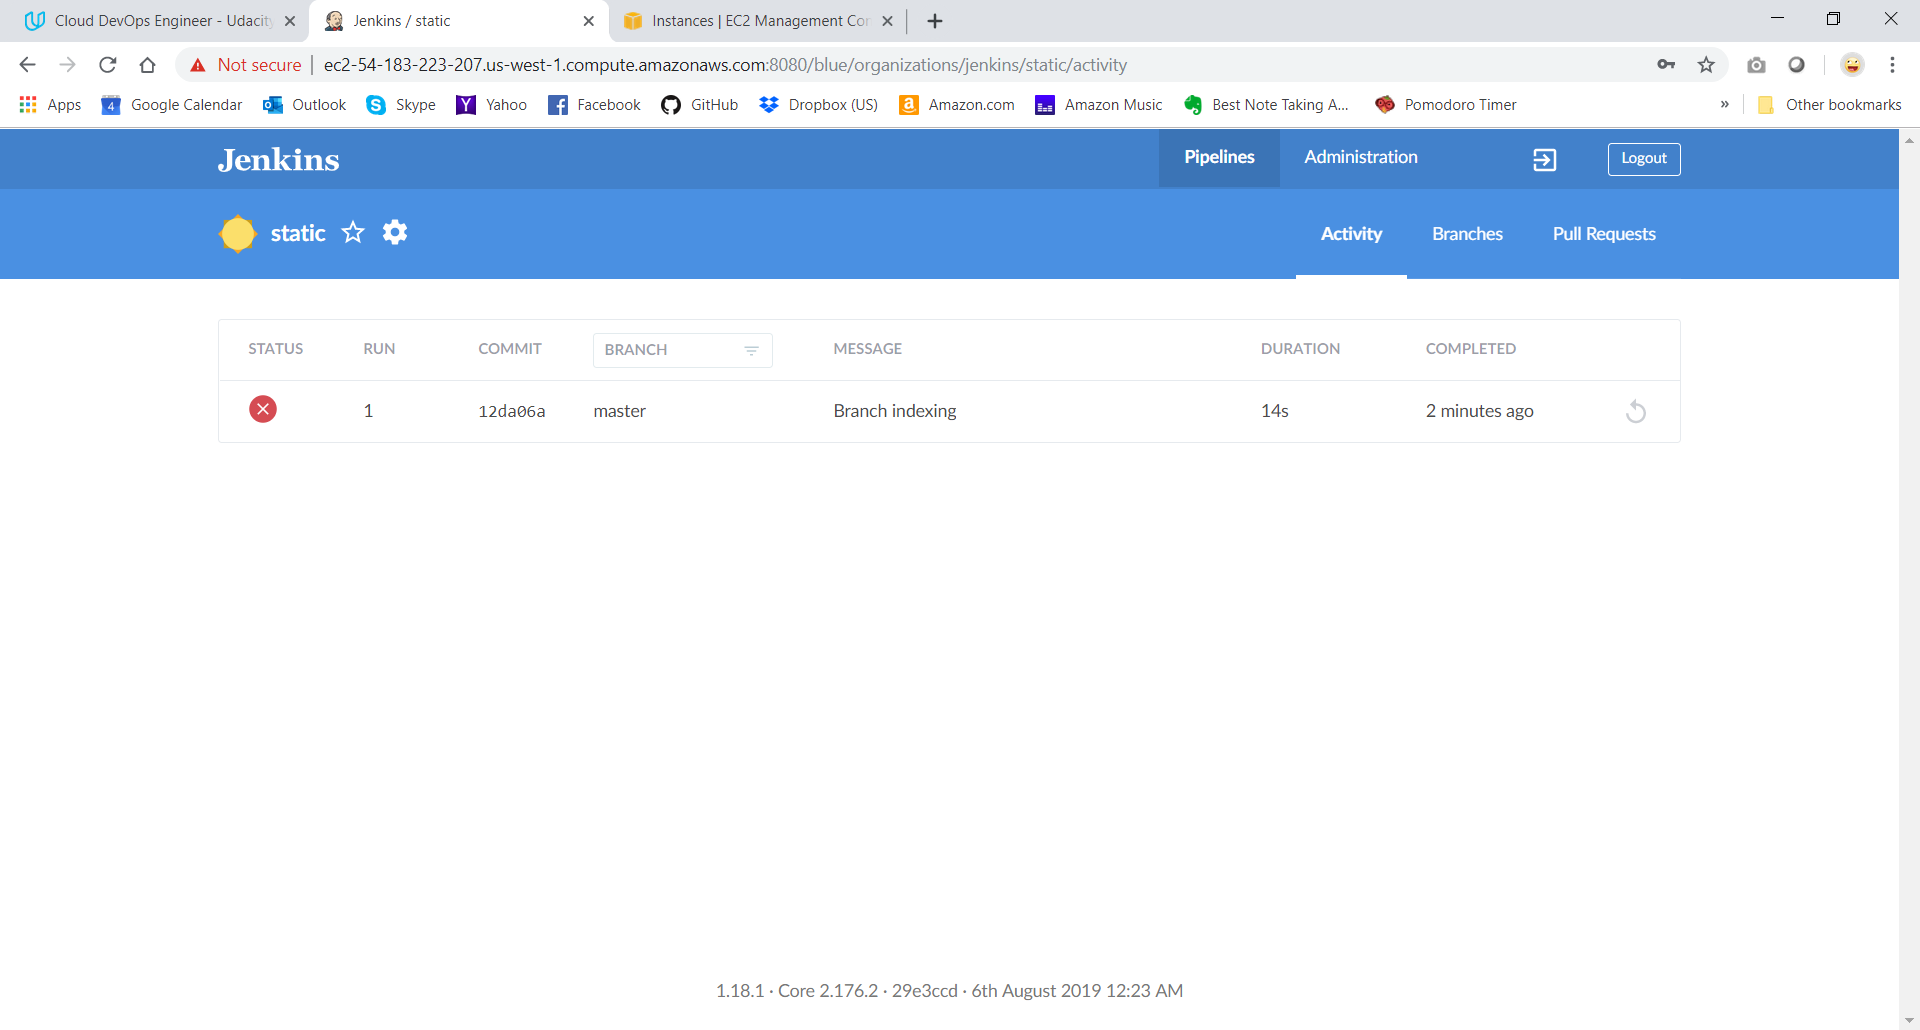 Cloud DevOps Engineer - Udacity
Jenkins / static
Instances | EC2 Management Con
Not secure
ec2-54-183-223-207.us-west-1.compute.amazonaws.com:8080/blue/organizations/jenkins/static/activity
Apps
4
Google Calendar
Outlook
Skype
Yahoo
Facebook
GitHub
Dropbox (US)
Amazon.com
Amazon Music
Best Note Taking A...
Pomodoro Timer
»
Other bookmarks
Jenkins
Pipelines
Administration
Logout
static
Activity
Branches
Pull Requests
STATUS RUN COMMIT BRANCH MESSAGE DURATION COMPLETED
1 12da06a master Branch indexing 14s 2 minutes ago
1.18.1 · Core 2.176.2 · 29e3ccd · 6th August 2019 12:23 AM